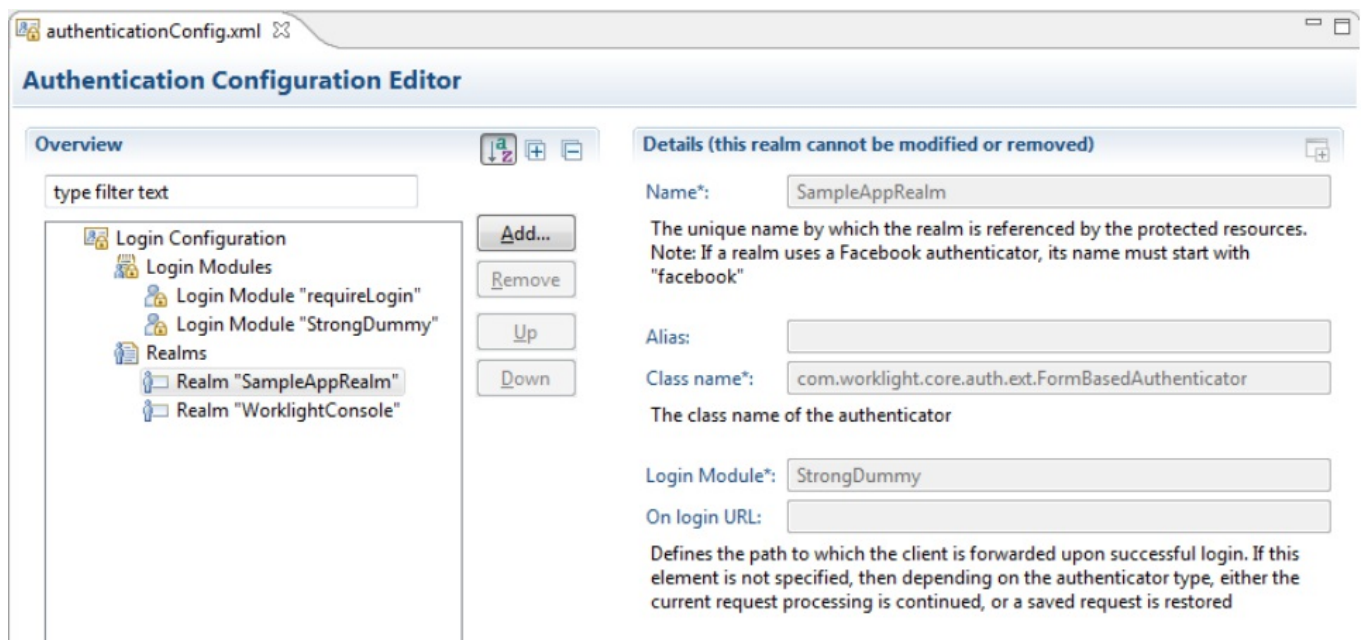 authenticationConfig.xml
Authentication Configuration Editor
Overview
type filter text
Login Configuration
Login Modules
Login Module "requireLogin"
Login Module "StrongDummy"
Realms
Realm "SampleAppRealm"
Realm "WorklightConsole"
Add...
Remove
Up
Down
Details (this realm cannot be modified or removed)
Name*: SampleAppRealm
The unique name by which the realm is referenced by the protected resources.
Note: If a realm uses a Facebook authenticator, its name must start with
"facebook"
Alias:
Class name*: com.worklight.core.auth.ext.FormBasedAuthenticator
The class name of the authenticator
Login Module*: StrongDummy
On login URL:
Defines the path to which the client is forwarded upon successful login. If this
element is not specified, then depending on the authenticator type, either the
current request processing is continued, or a saved request is restored